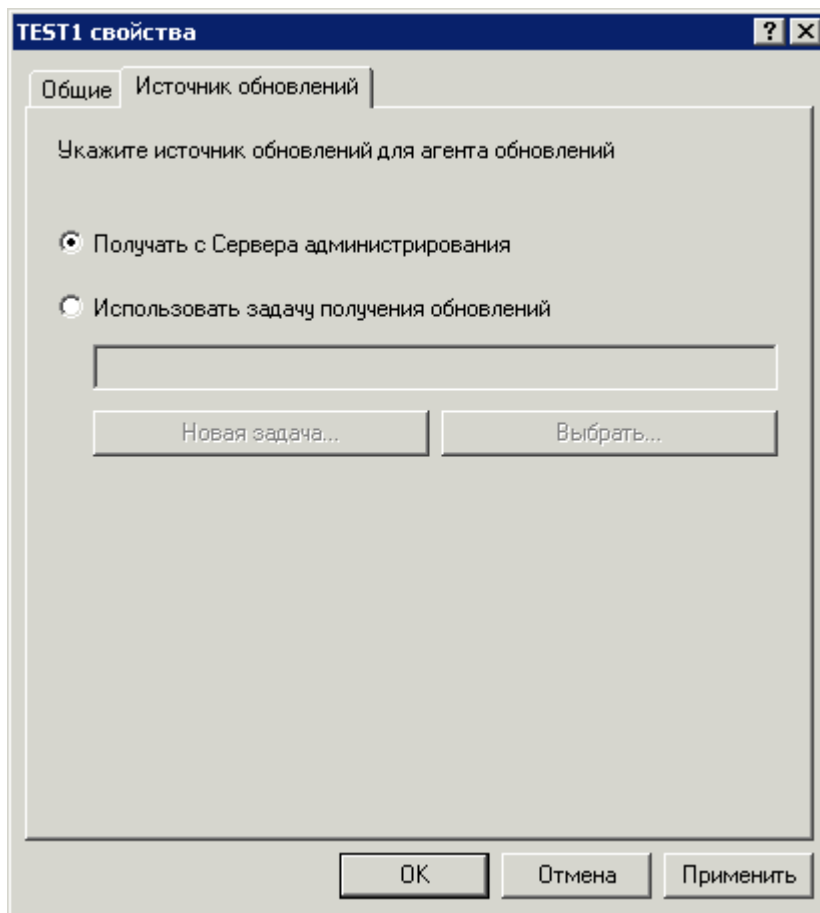 TEST1 свойства
Общие
Источник обновлений
Укажите источник обновлений для агента обновлений
Получать с Сервера администрирования
Использовать задачу получения обновлений
Новая задача...
Выбрать...
OK
Отмена
Применить